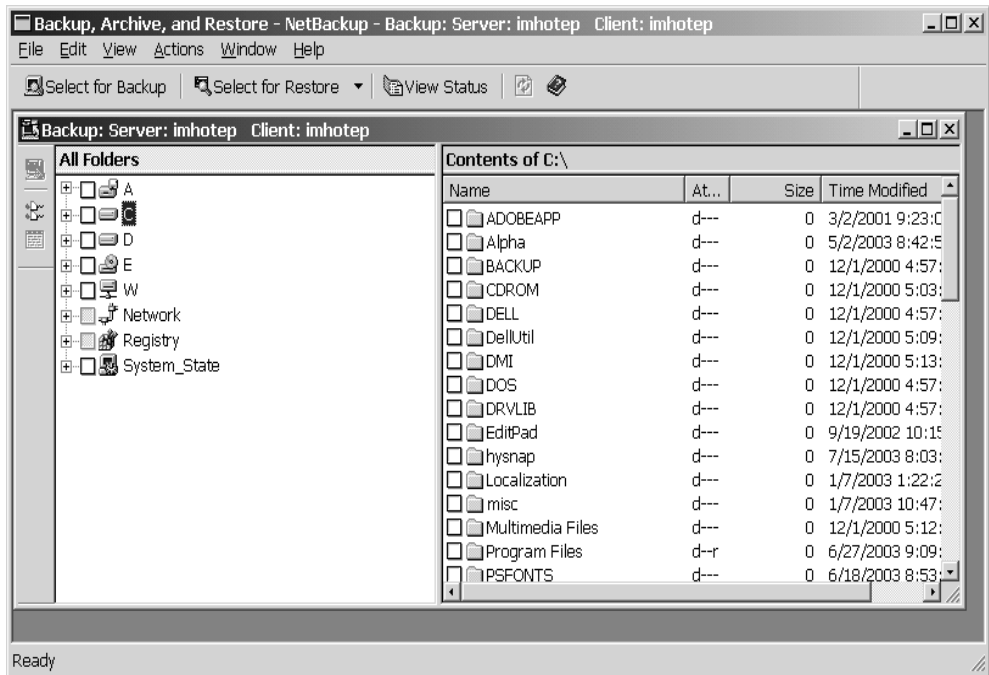 Backup, Archive, and Restore - NetBackup - Backup: Server: imhotep Client: imhotep
File Edit View Actions Window Help
Select for Backup Select for Restore View Status
Backup: Server: imhotep Client: imhotep
All Folders
A
C
D
E
W
Network
Registry
System_State
Contents of C:\
Name At... Size Time Modified
ADOBEAPP d--- 0 3/2/2001 9:23:0
Alpha d--- 0 5/2/2003 8:42:5
BACKUP d--- 0 12/1/2000 4:57:
CDROM d--- 0 12/1/2000 5:03:
DELL d--- 0 12/1/2000 4:57:
DellUtil d--- 0 12/1/2000 5:09:
DMI d--- 0 12/1/2000 5:13:
DOS d--- 0 12/1/2000 4:57:
DRVLIB d--- 0 12/1/2000 4:57:
EditPad d--- 0 9/19/2002 10:15
hysnap d--- 0 7/15/2003 8:03:
Localization d--- 0 1/7/2003 1:22:2
misc d--- 0 1/7/2003 10:47:
Multimedia Files d--- 0 12/1/2000 5:12:
Program Files d--r 0 6/27/2003 9:09:
PSFONTS d--- 0 6/18/2003 8:53:
Ready